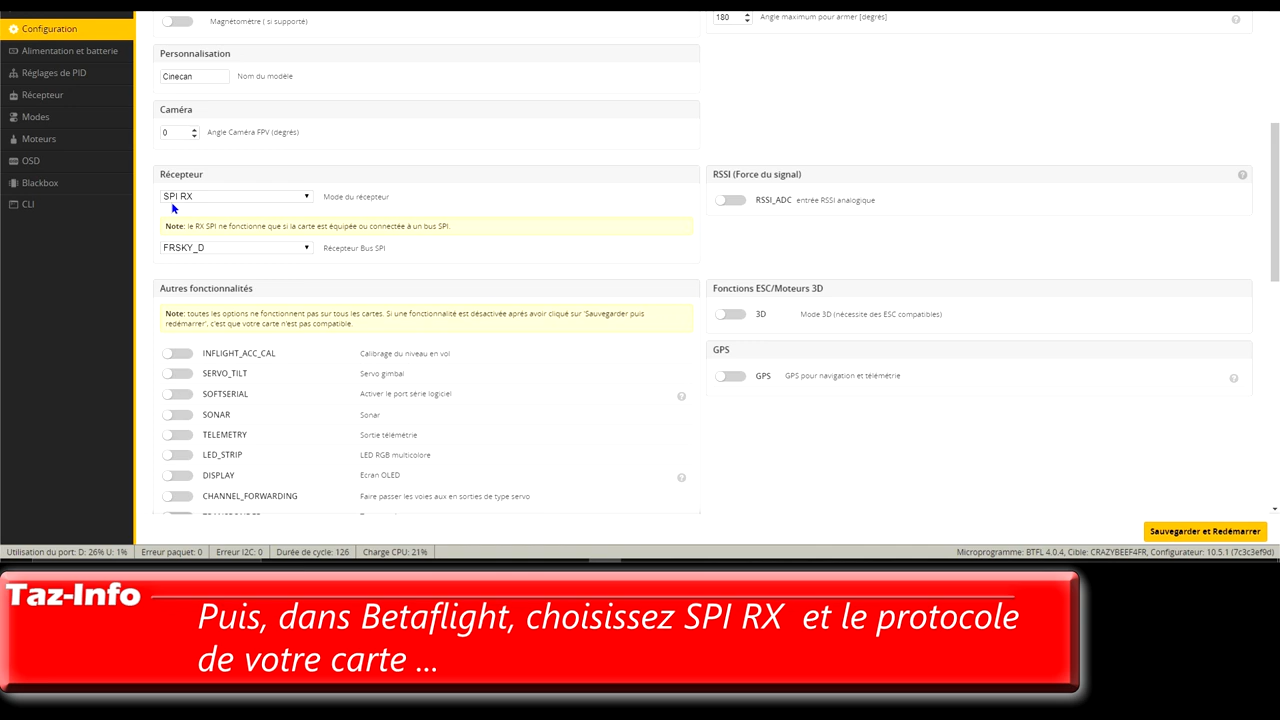 Configuration
Alimentation et batterie
Réglages de PID
Récepteur
Modes
Moteurs
OSD
Blackbox
CLI
Magnétomètre ( si supporté)
180 Angle maximum pour armer [degrés]
Personnalisation
Cinecan Nom du modèle
Caméra
0 Angle Caméra FPV (degrés)
Récepteur
SPI RX Mode du récepteur
Note: le RX SPI ne fonctionne que si la carte est équipée ou connectée à un bus SPI.
FRSKY_D Récepteur Bus SPI
RSSI (Force du signal)
RSSI_ADC entrée RSSI analogique
Autres fonctionnalités
Note: toutes les options ne fonctionnent pas sur tous les cartes. Si une fonctionnalité est désactivée après avoir cliqué sur 'Sauvegarder puis
redémarrer', c'est que votre carte n'est pas compatible.
INFLIGHT_ACC_CAL Calibrage du niveau en vol
SERVO_TILT Servo gimbal
SOFTSERIAL Activer le port série logiciel
SONAR Sonar
TELEMETRY Sortie télémétrie
LED_STRIP LED RGB multicolore
DISPLAY Ecran OLED
CHANNEL_FORWARDING Faire passer les voies aux en sorties de type servo
Fonctions ESC/Moteurs 3D
3D Mode 3D (nécessite des ESC compatibles)
GPS
GPS GPS pour navigation et télémétrie
Sauvegarder et Redémarrer
Utilisation du port: D: 26% U: 1% Erreur paquet: 0 Erreur I2C: 0 Durée de cycle: 126 Charge CPU: 21% Microprogramme: BTFL 4.0.4, Cible: CRAZYBEEF4FR, Configurateur: 10.5.1 (7c3c3ef9d)
Taz-Info
Puis, dans Betaflight, choisissez SPI RX et le protocole
de votre carte ...